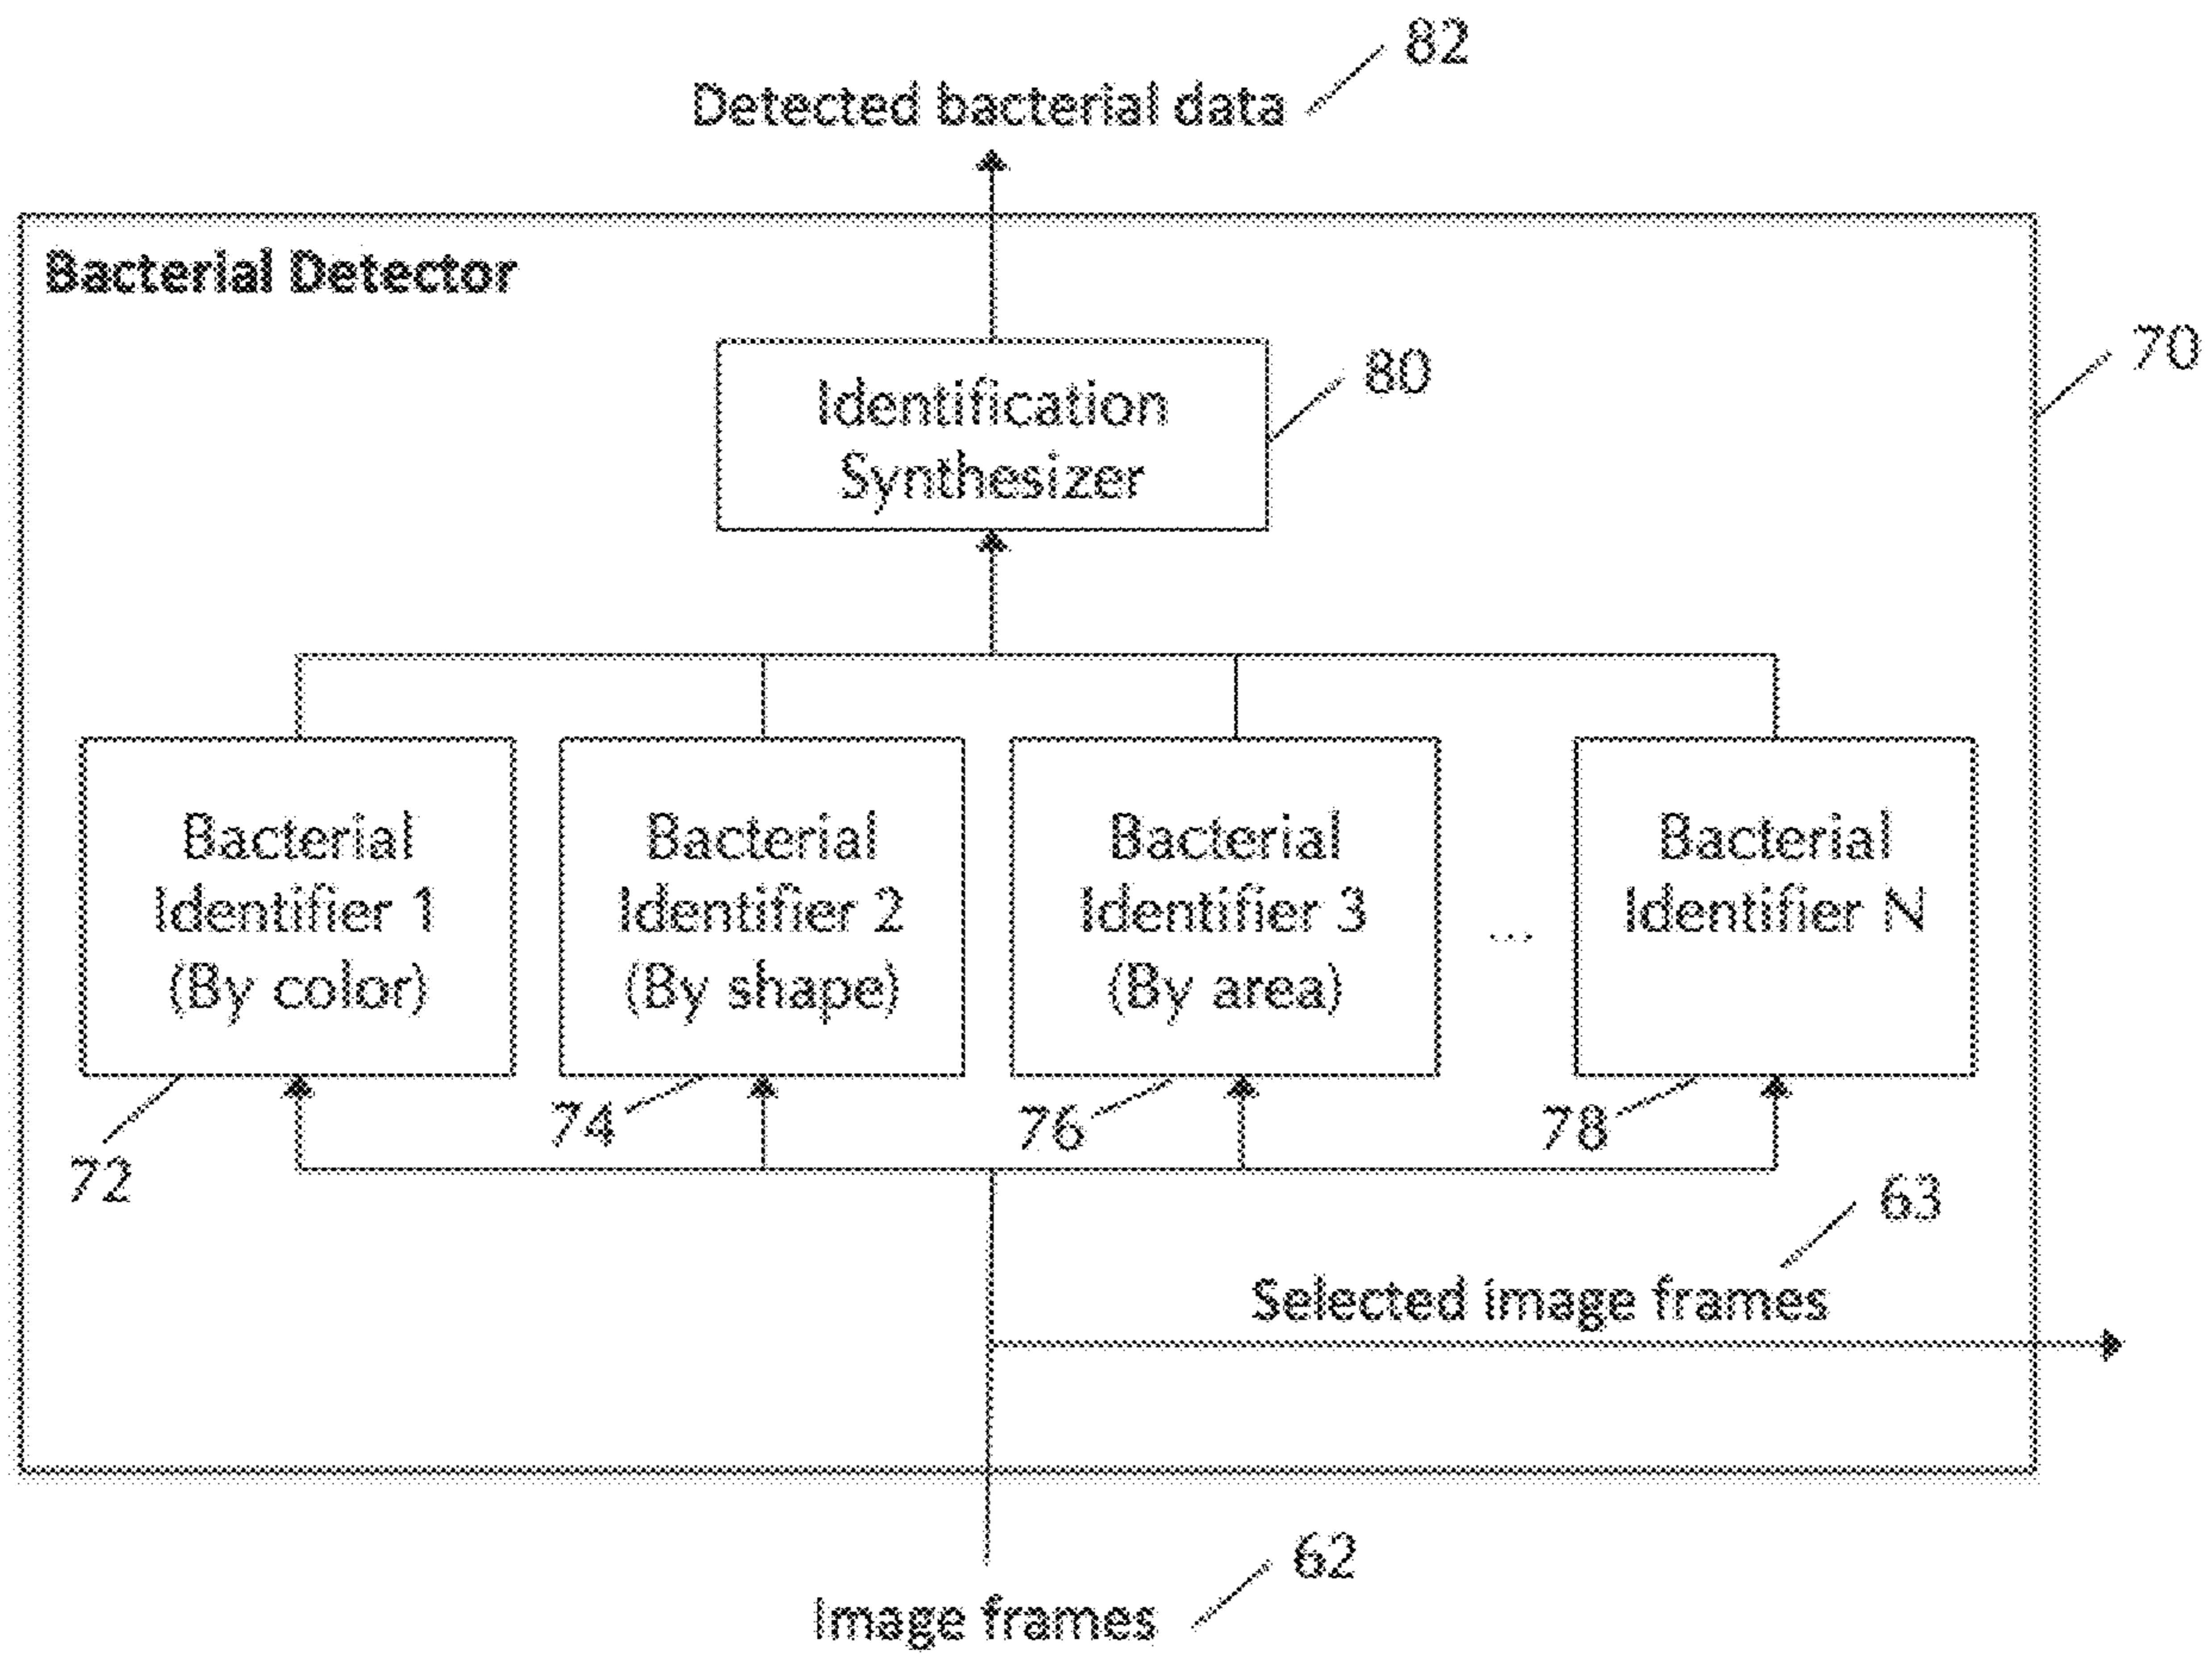 82
Detected bacterial data
Bacterial Detector
70
80
Identification
Synthesizer
Bacterial
Identifier 1
(By color)
Bacterial
Identifier 2
(By shape)
Bacterial
Identifier 3
(By area)
...
Bacterial
Identifier N
72
74
76
78
63
Selected image frames
62
Image frames